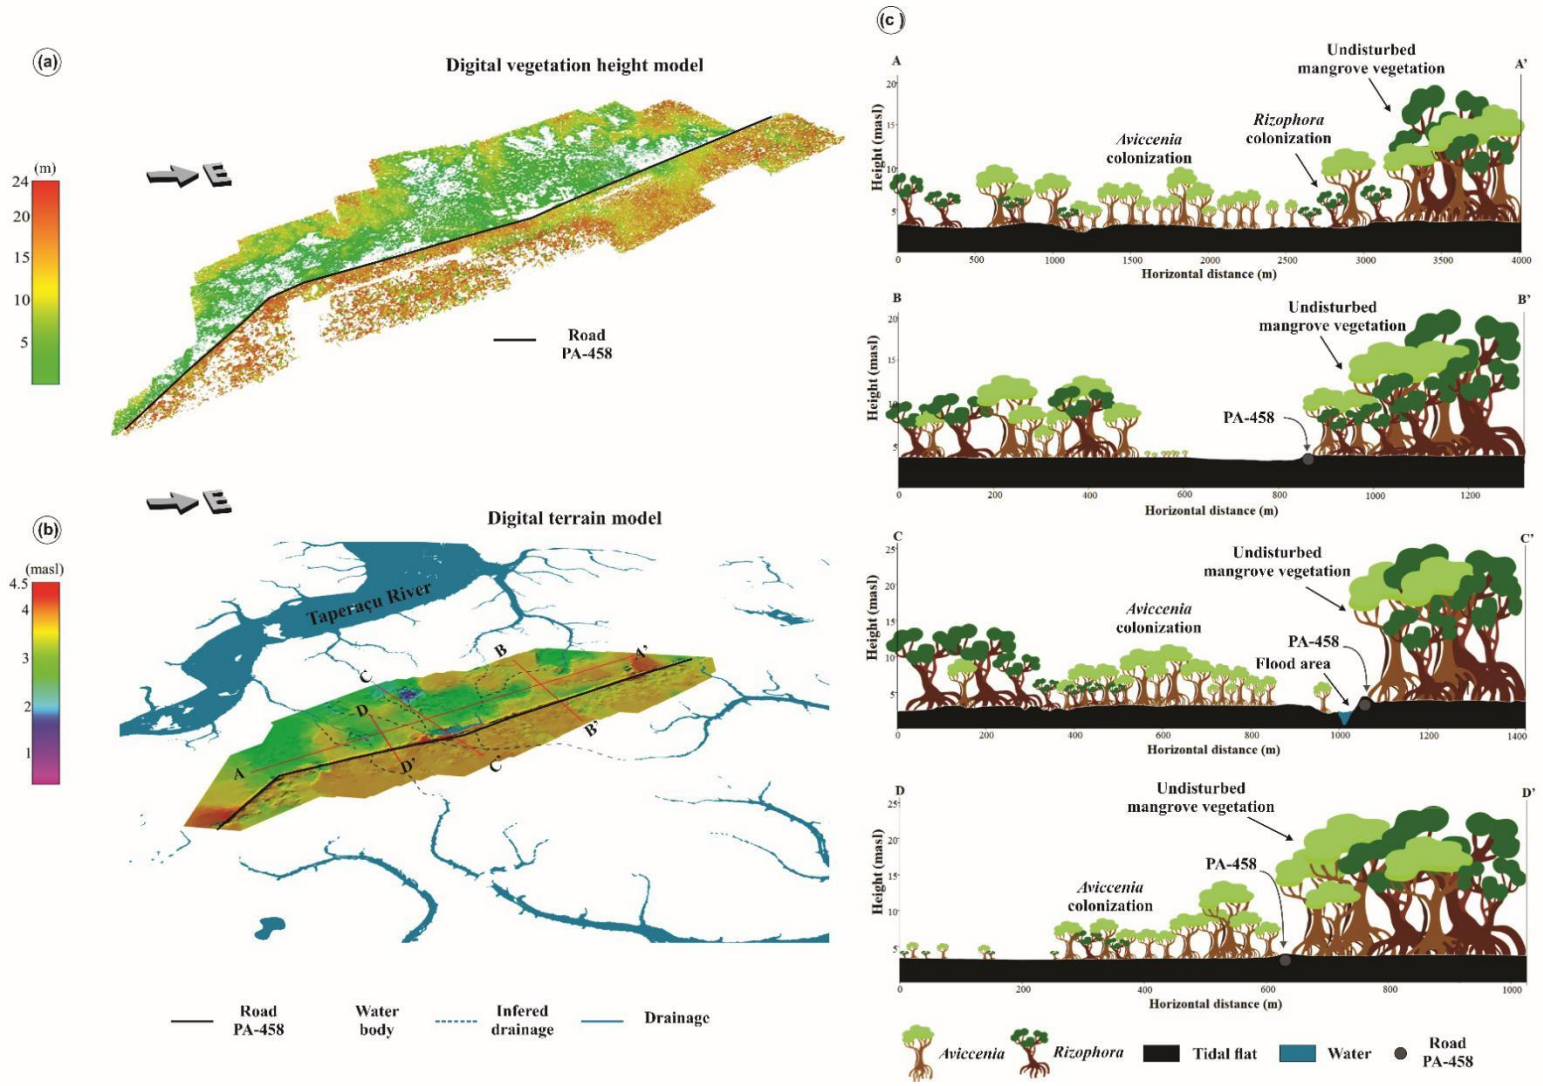 (a)
Digital vegetation height model
E
(m)
24
20
15
10
5
Road
PA-458
E
(b)
Digital terrain model
(masl)
4.5
4
3
2
1
Taperaçu River
A
A'
B
B'
C
C'
D
D'
Road
PA-458
Water
body
Infered
drainage
Drainage
(c)
A
A'
Undisturbed
mangrove vegetation
Rizophora
colonization
Aviccenia
colonization
Height (masl)
20
15
10
5
0
500
1000
1500
2000
2500
3000
3500
4000
Horizontal distance (m)
B
B'
Undisturbed
mangrove vegetation
PA-458
Height (masl)
20
15
10
5
0
200
400
600
800
1000
1200
Horizontal distance (m)
C
C'
Undisturbed
mangrove vegetation
Aviccenia
colonization
PA-458
Flood area
Height (masl)
25
20
15
10
5
0
200
400
600
800
1000
1200
1400
Horizontal distance (m)
D
D'
Undisturbed
mangrove vegetation
PA-458
Aviccenia
colonization
Height (masl)
25
20
15
10
5
0
200
400
600
800
1000
Horizontal distance (m)
Aviccenia
Rizophora
Tidal flat
Water
Road
PA-458